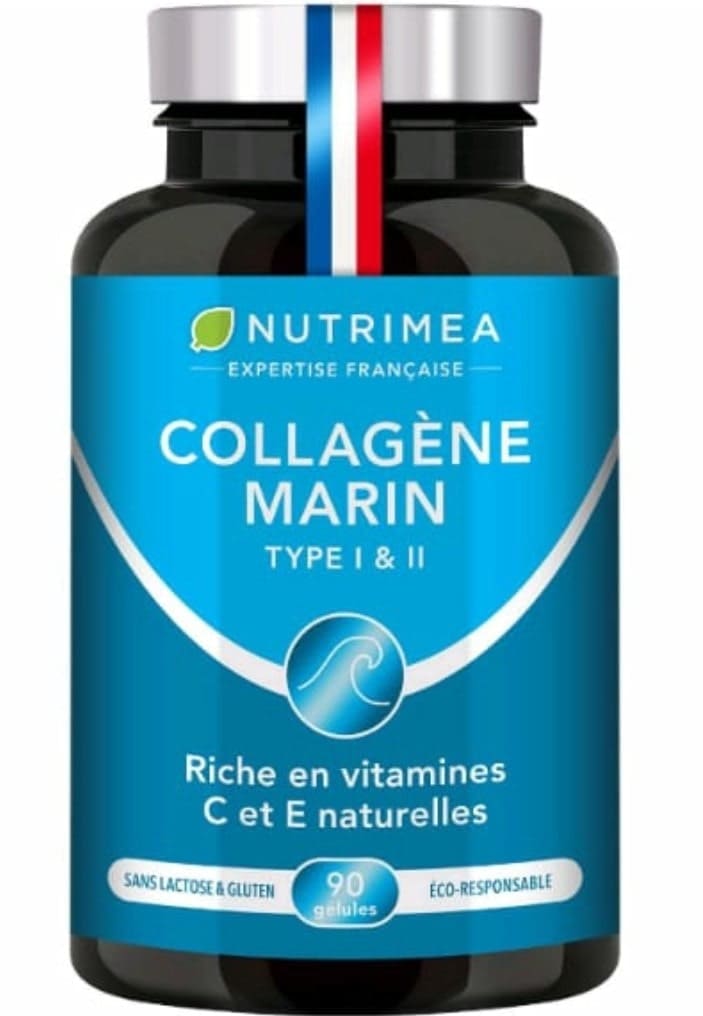 NUTRIMEA
EXPERTISE FRANÇAISE
COLLAGÈNE
MARIN
TYPE I & II
Riche en vitamines
C et E naturelles
SANS LACTOSE & GLUTEN
90
gélules
ÉCO-RESPONSABLE